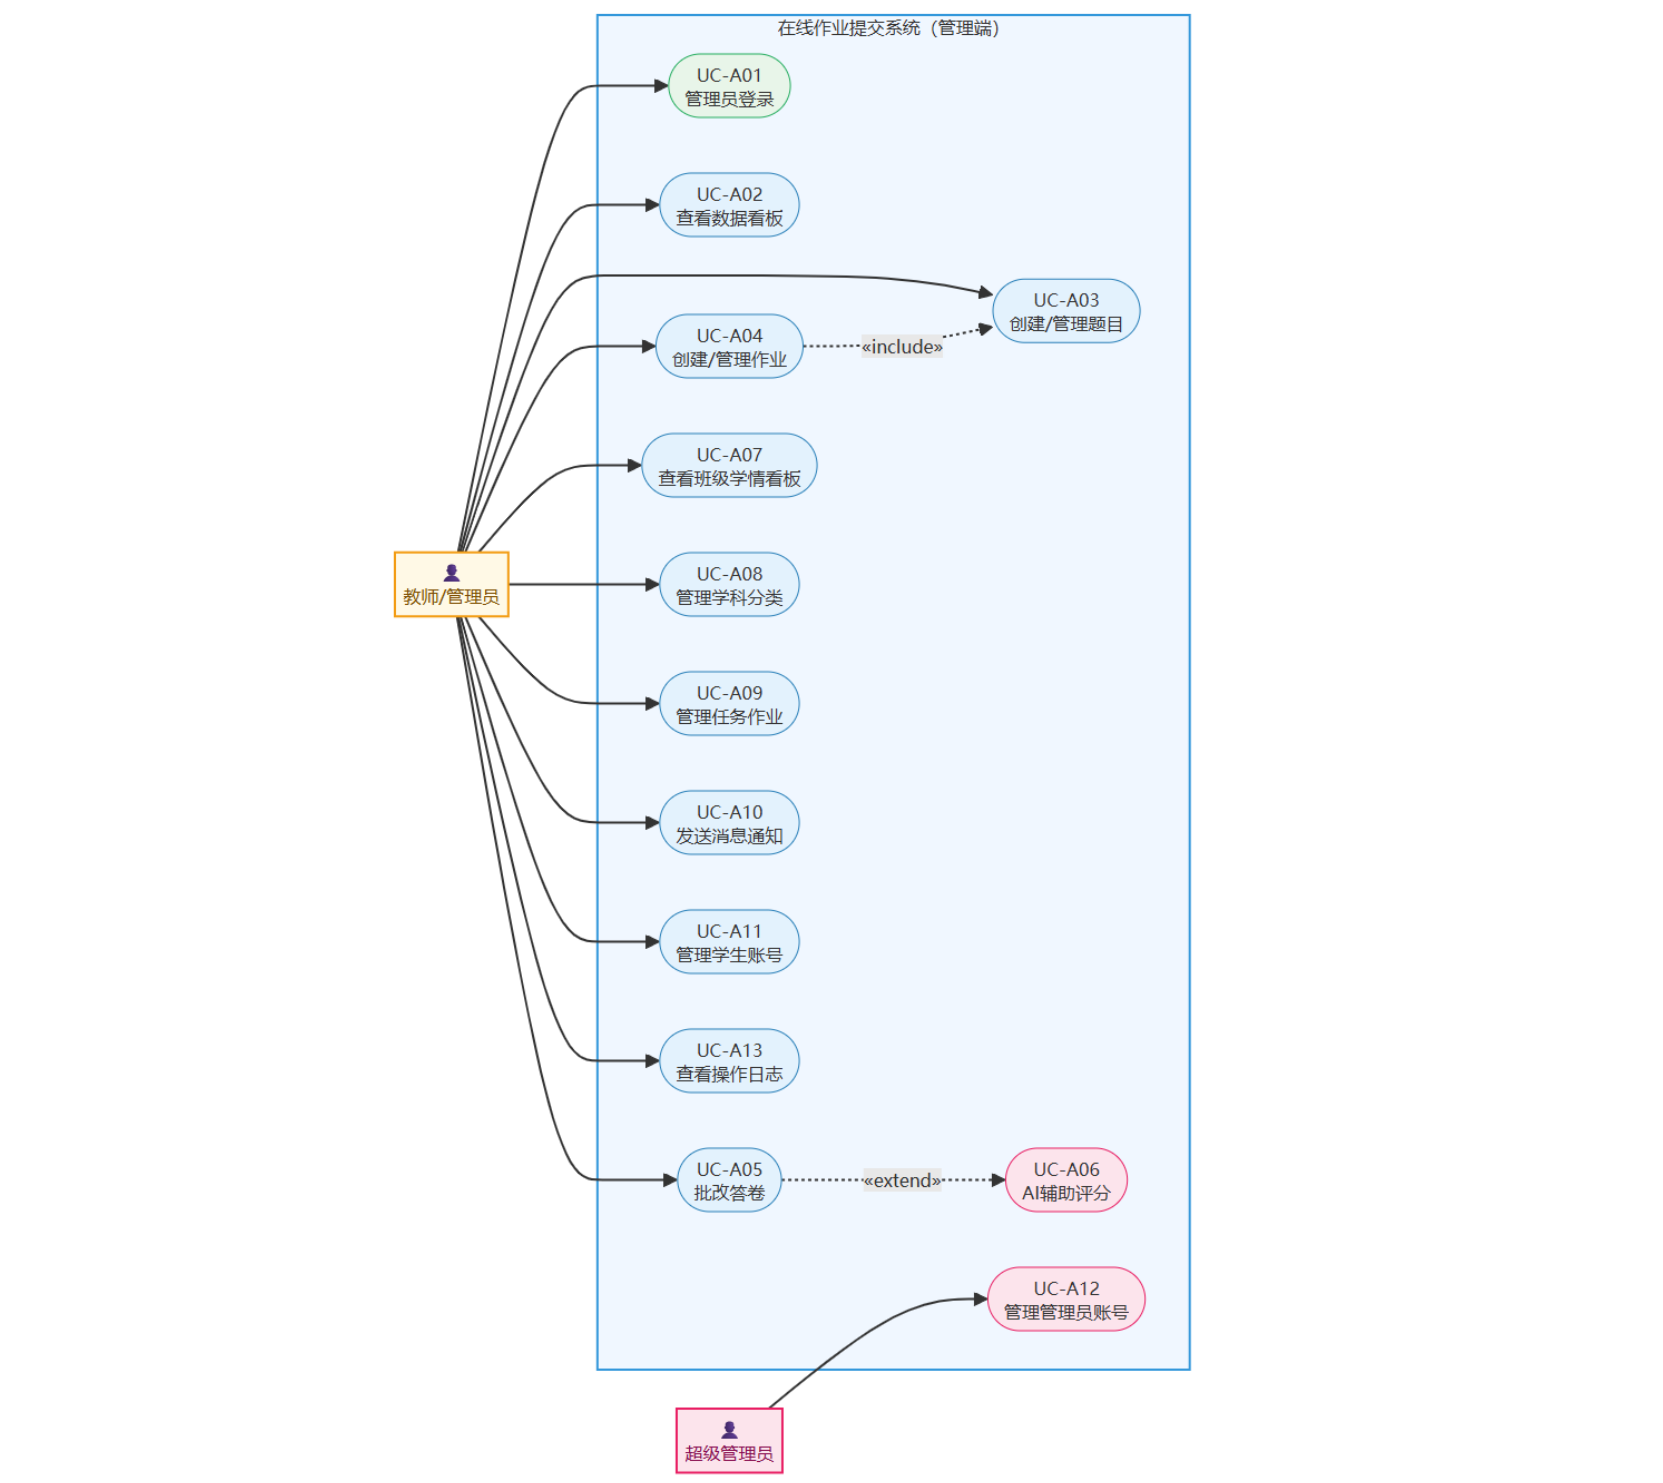 在线作业提交系统（管理端）
UC-A01
管理员登录
UC-A02
查看数据看板
UC-A03
创建/管理题目
UC-A04
创建/管理作业
«include»
UC-A07
查看班级学情看板
教师/管理员
UC-A08
管理学科分类
UC-A09
管理任务作业
UC-A10
发送消息通知
UC-A11
管理学生账号
UC-A13
查看操作日志
UC-A05
批改答卷
«extend»
UC-A06
AI辅助评分
UC-A12
管理管理员账号
超级管理员